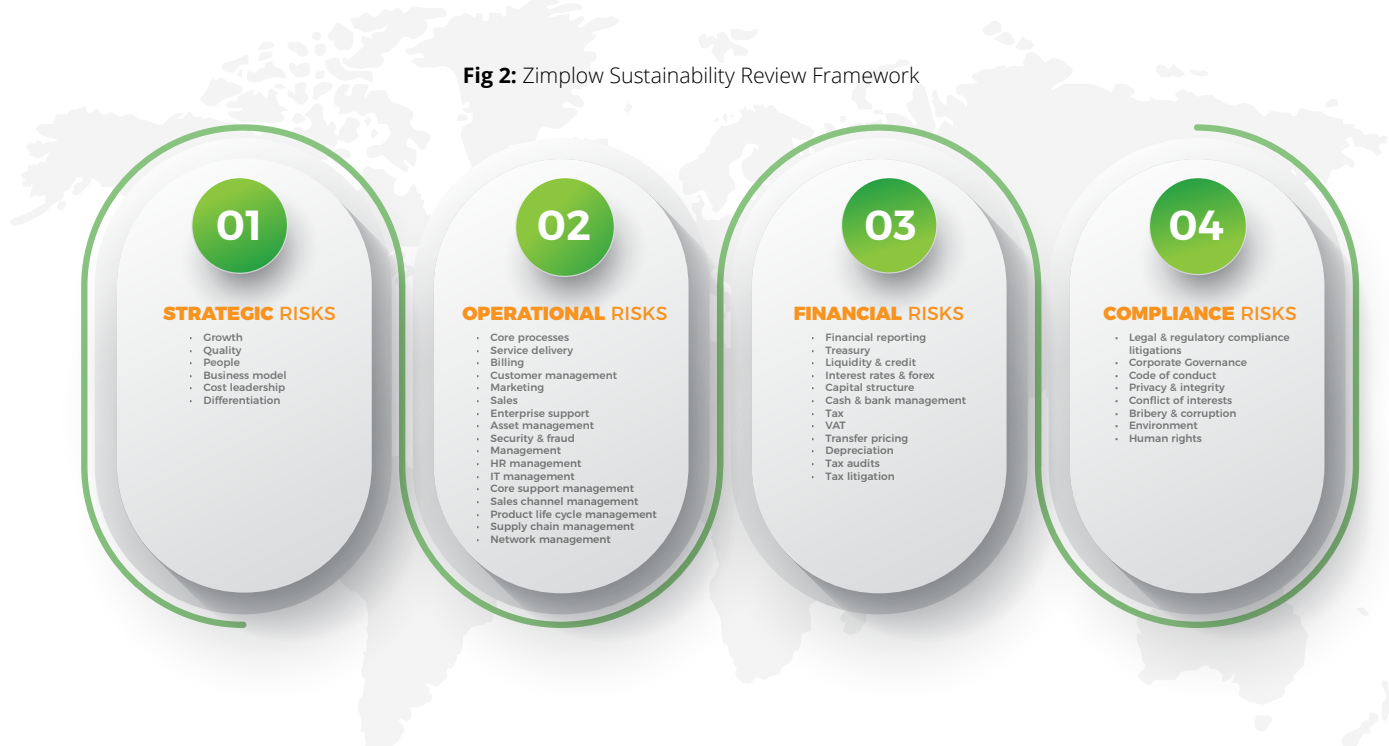 Fig 2: Zimplow Sustainability Review Framework
01
STRATEGIC RISKS
• Growth
• Quality
• People
• Business model
• Cost leadership
• Differentiation
02
OPERATIONAL RISKS
• Core processes
• Service delivery
• Billing
• Customer management
• Marketing
• Sales
• Enterprise support
• Asset management
• Security & fraud
• Management
• HR management
• IT management
• Core support management
• Sales channel management
• Product life cycle management
• Supply chain management
• Network management
03
FINANCIAL RISKS
• Financial reporting
• Treasury
• Liquidity & credit
• Interest rates & forex
• Capital structure
• Cash & bank management
• Tax
• VAT
• Transfer pricing
• Depreciation
• Tax audits
• Tax litigation
04
COMPLIANCE RISKS
• Legal & regulatory compliance
litigations
• Corporate Governance
• Code of conduct
• Privacy & integrity
• Conflict of interests
• Bribery & corruption
• Environment
• Human rights